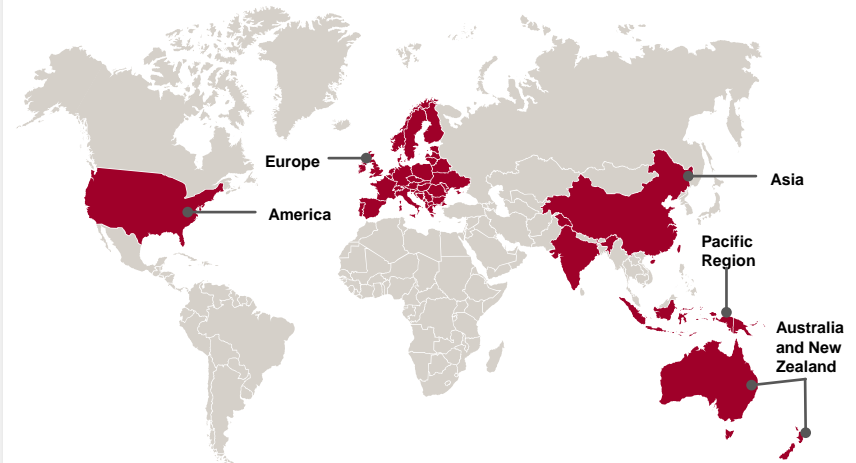 Europe
America
Asia
Pacific
Region
Australia
and New
Zealand